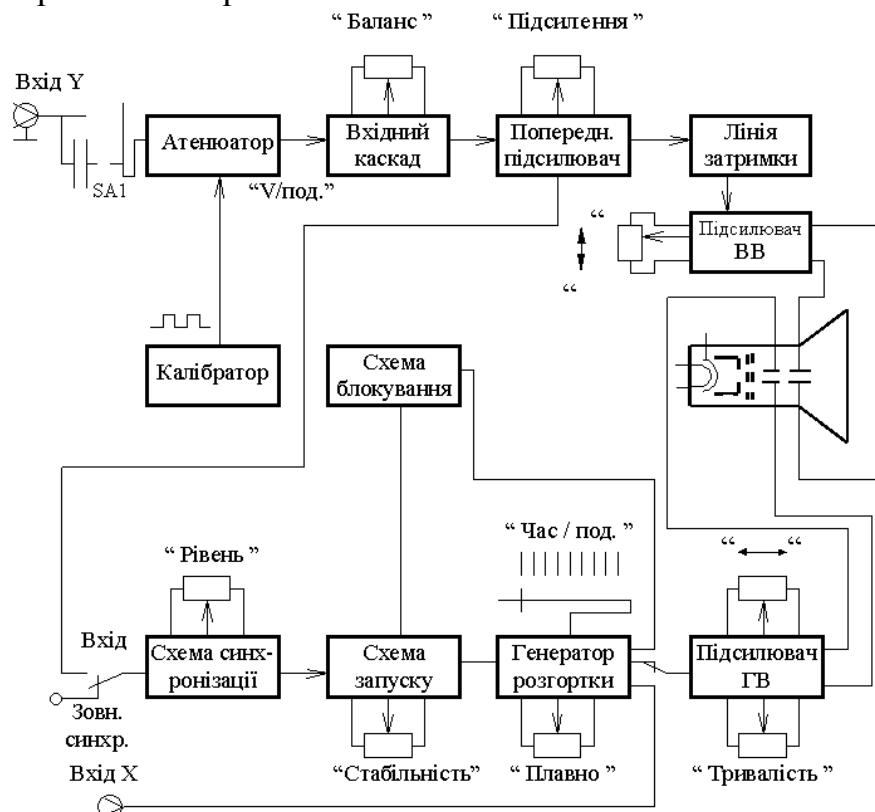 “ Баланс ”
“ Підсилення ”
Вхід Y
SA1
Атенюатор
“V/под.”
Вхідний
каскад
Попередн.
підсилювач
Лінія
затримки
“
“
Підсилювач
ВВ
Калібратор
Схема
блокування
“ Рівень ”
“ Час / под. ”
“ “
Вхід
Зовн.
синхр.
Схема синх-
ронізації
Схема
запуску
Генератор
розгортки
Підсилювач
ГВ
“Стабільність”
“ Плавно ”
“ Тривалість ”
Вхід X